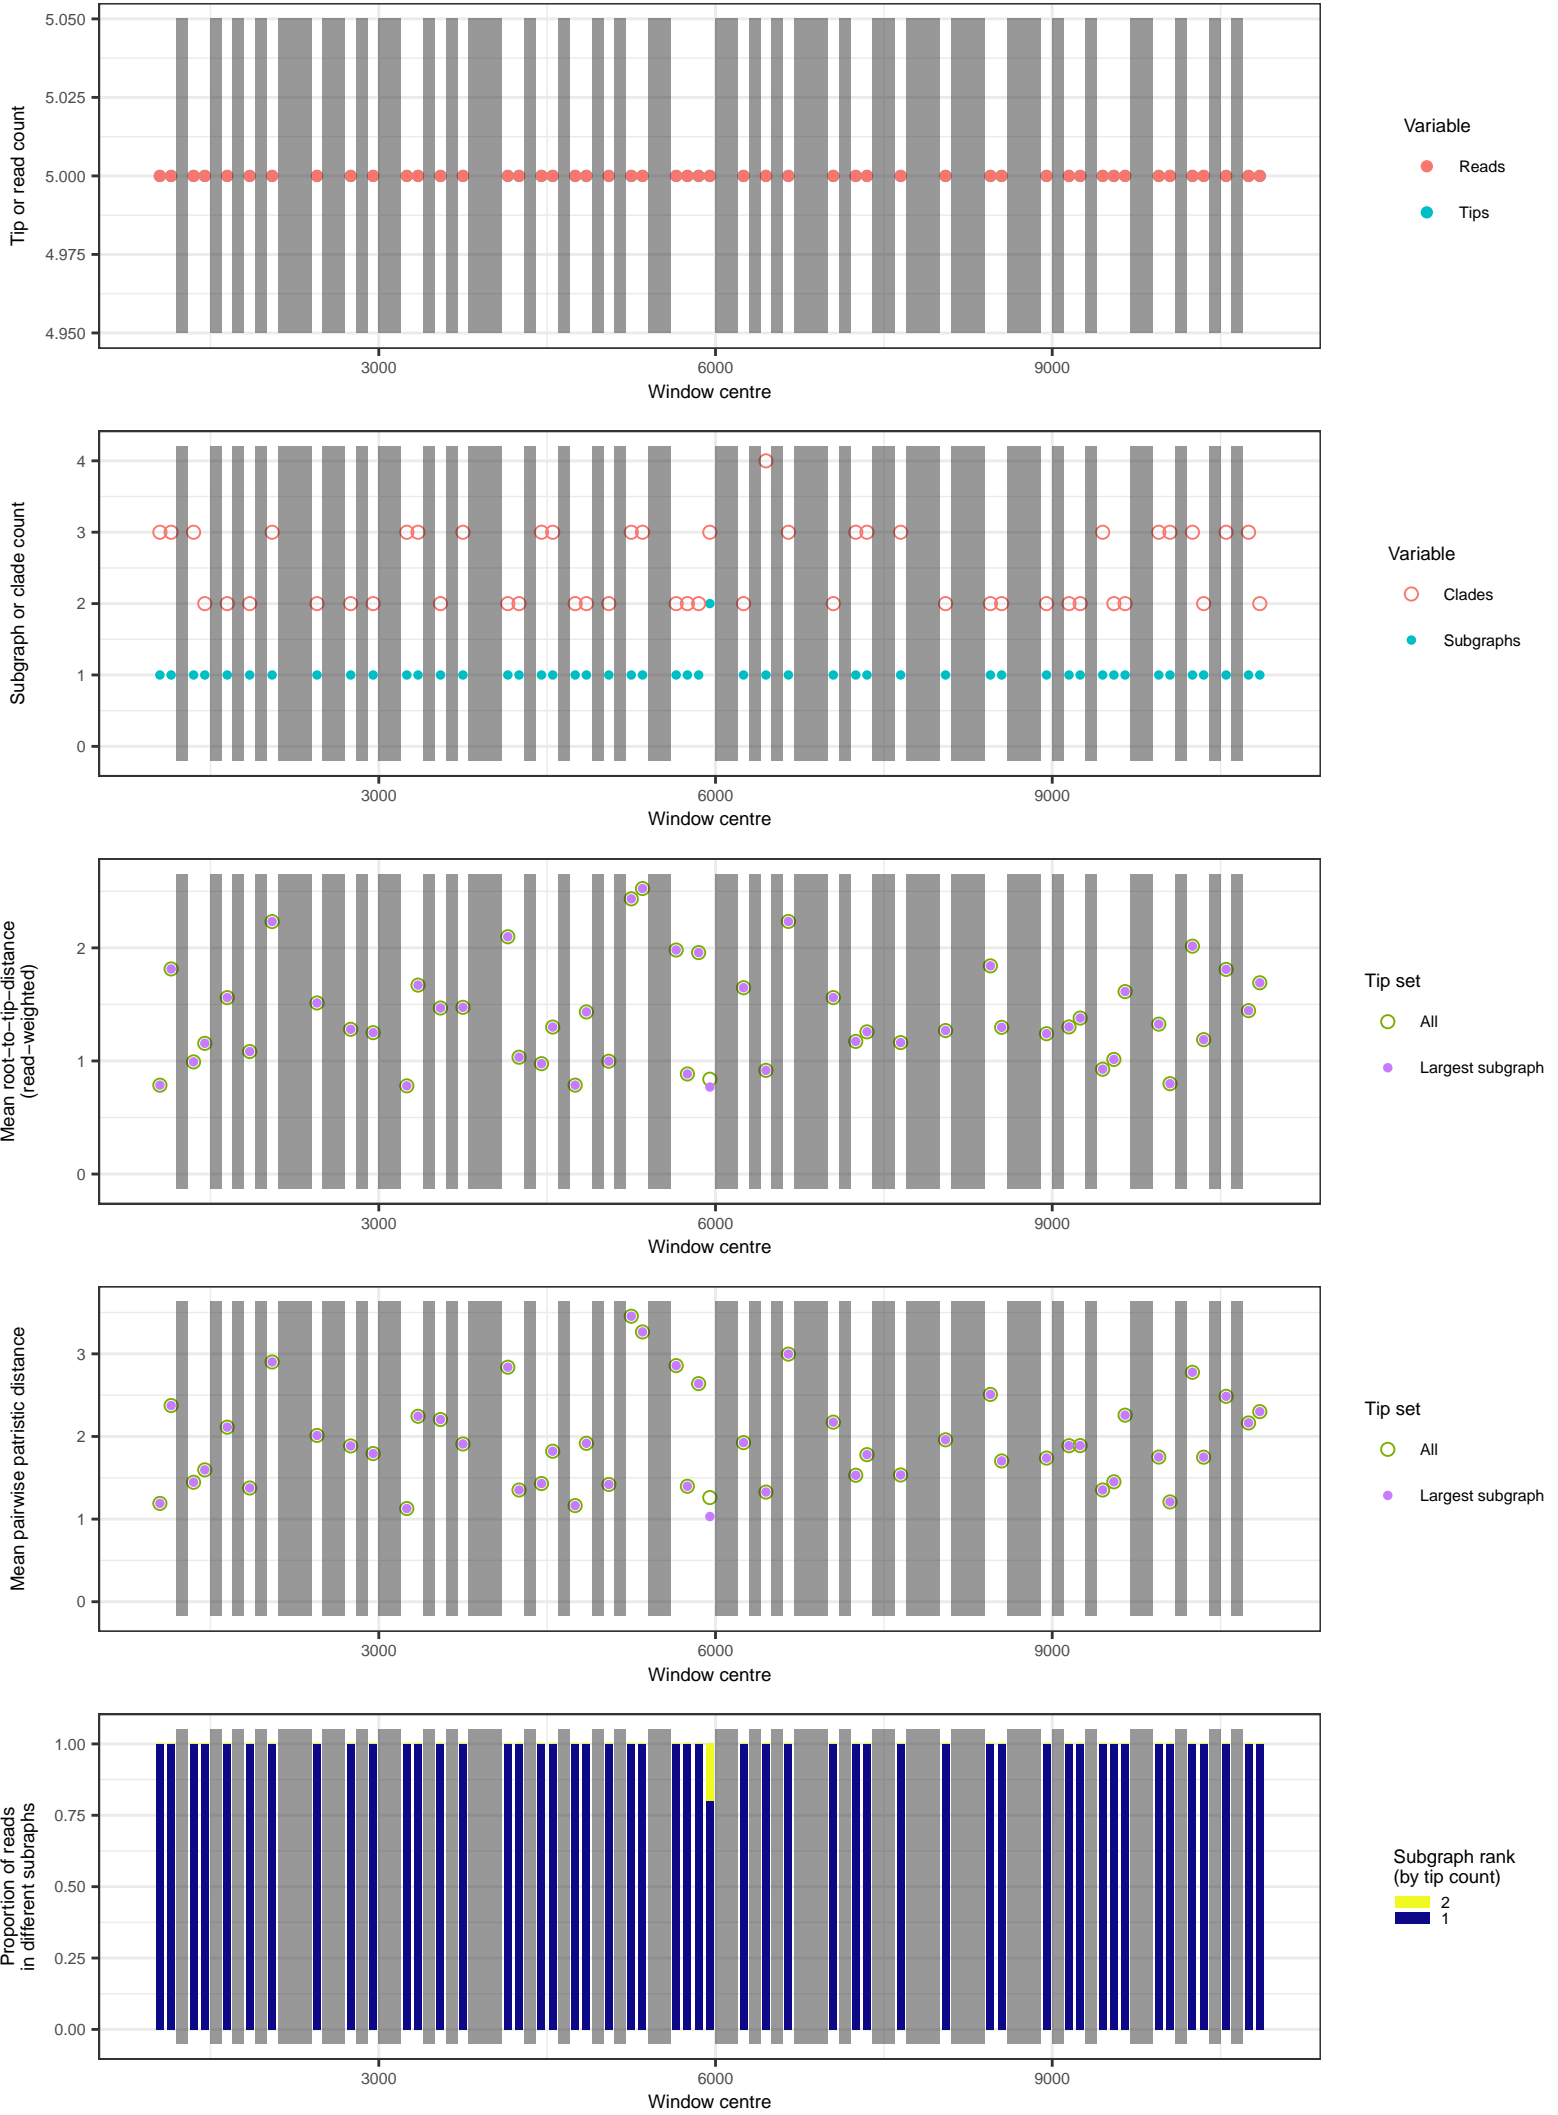 5.050
5.025
5.000
4.975
4.950
Tip or read count
3000
6000
9000
Window centre
Variable
Reads
Tips
4
3
2
1
0
Subgraph or clade count
3000
6000
9000
Window centre
Variable
Clades
Subgraphs
2
1
0
Mean root−to−tip−distance
(read−weighted)
3000
6000
9000
Window centre
Tip set
All
Largest subgraph
3
2
1
0
Mean pairwise patristic distance
3000
6000
9000
Window centre
Tip set
All
Largest subgraph
1.00
0.75
0.50
0.25
0.00
Proportion of reads
in different subraphs
3000
6000
9000
Window centre
Subgraph rank
(by tip count)
2
1